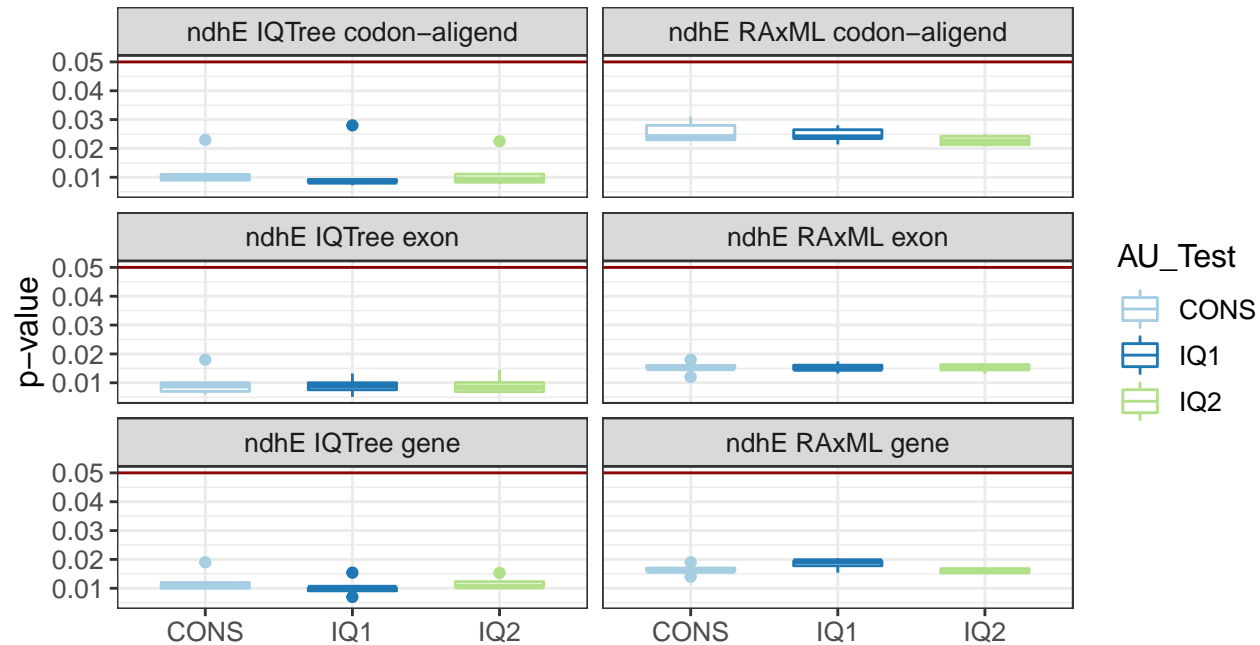 ndhE IQTree codon−aligend
ndhE RAxML codon−aligend
0.05
0.04
0.03
0.02
0.01
ndhE IQTree exon
ndhE RAxML exon
0.05
0.04
0.03
0.02
0.01
ndhE IQTree gene
ndhE RAxML gene
0.05
0.04
0.03
0.02
0.01
p−value
CONS
IQ1
IQ2
CONS
IQ1
IQ2
AU_Test
CONS
IQ1
IQ2